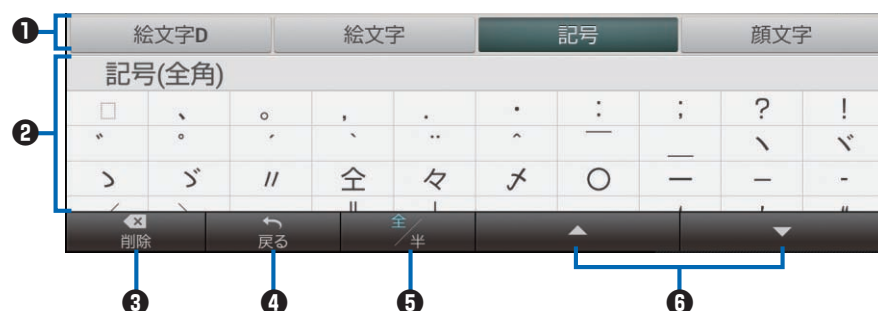 ❶ 絵文字D 絵文字 記号 顔文字
❷ 記号(全角)
□ 、 。 ， ． ・ ： ； ？ ！
゛ ゜ ´ ｀ ¨ ＾ ￣ ＿ ヽ ヾ
ゝ ゞ 〃 仝 々 〆 〇 ー ― ‐
削除 戻る 全/半 ▲ ▼
❸ ❹ ❺ ❻